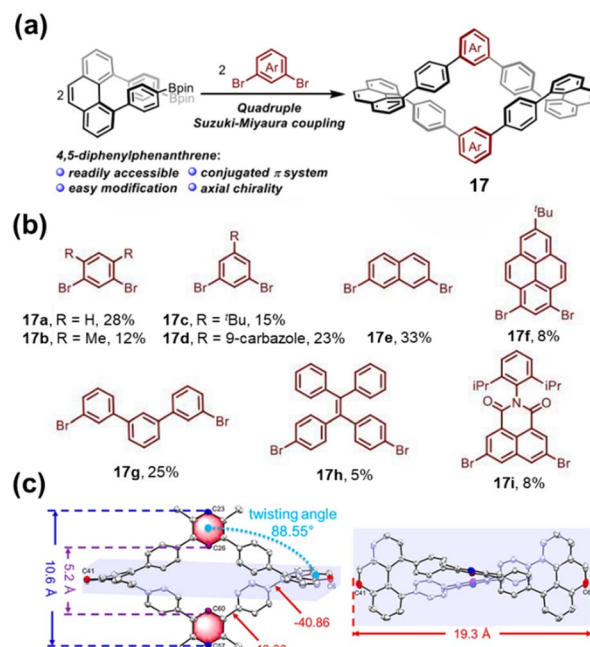 (a)
2
Bpin
Bpin
2
Ar
Br
Br
Quadruple
Suzuki-Miyaura coupling
Ar
Ar
17
4,5-diphenylphenanthrene:
readily accessible
conjugated π system
easy modification
axial chirality
(b)
R
R
Br
Br
17a, R = H, 28%
17b, R = Me, 12%
R
Br
Br
17c, R = ᵗBu, 15%
17d, R = 9-carbazole, 23%
Br
Br
17e, 33%
ᵗBu
Br
Br
17f, 8%
Br
Br
17g, 25%
Br
Br
17h, 5%
iPr
iPr
O
N
O
Br
Br
17i, 8%
(c)
C23
twisting angle
88.55°
C26
10.6 Å
5.2 Å
C41
C60
C57
-40.86
C41
19.3 Å